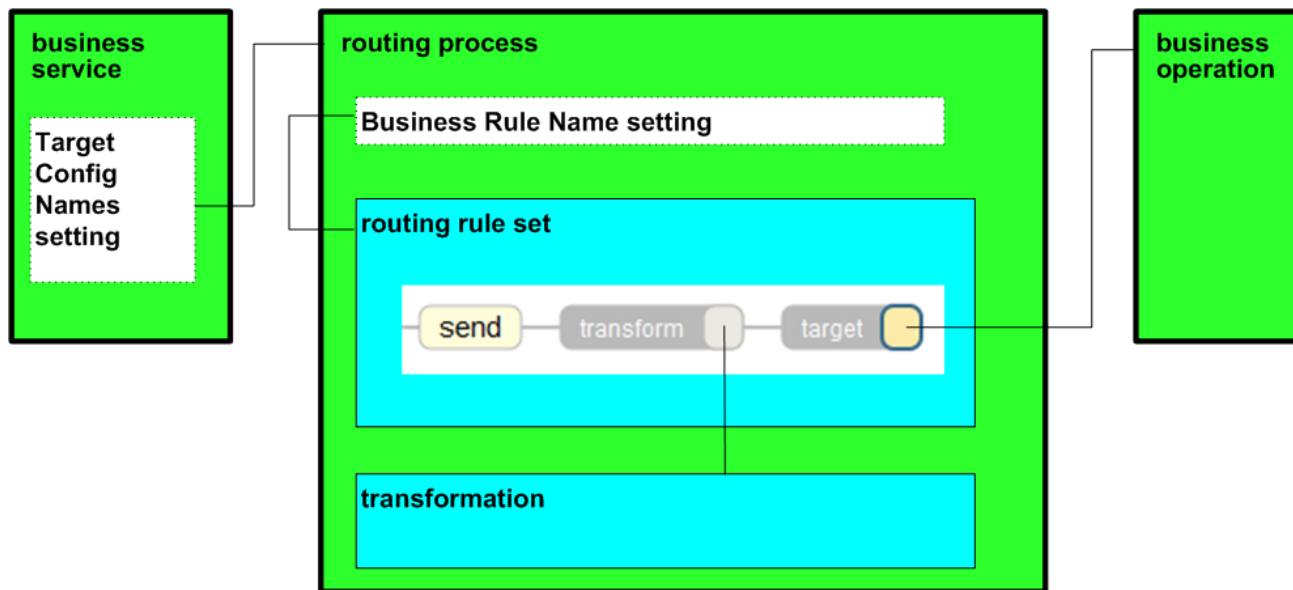 business
service
Target
Config
Names
setting
routing process
Business Rule Name setting
routing rule set
send
transform
target
transformation
business
operation